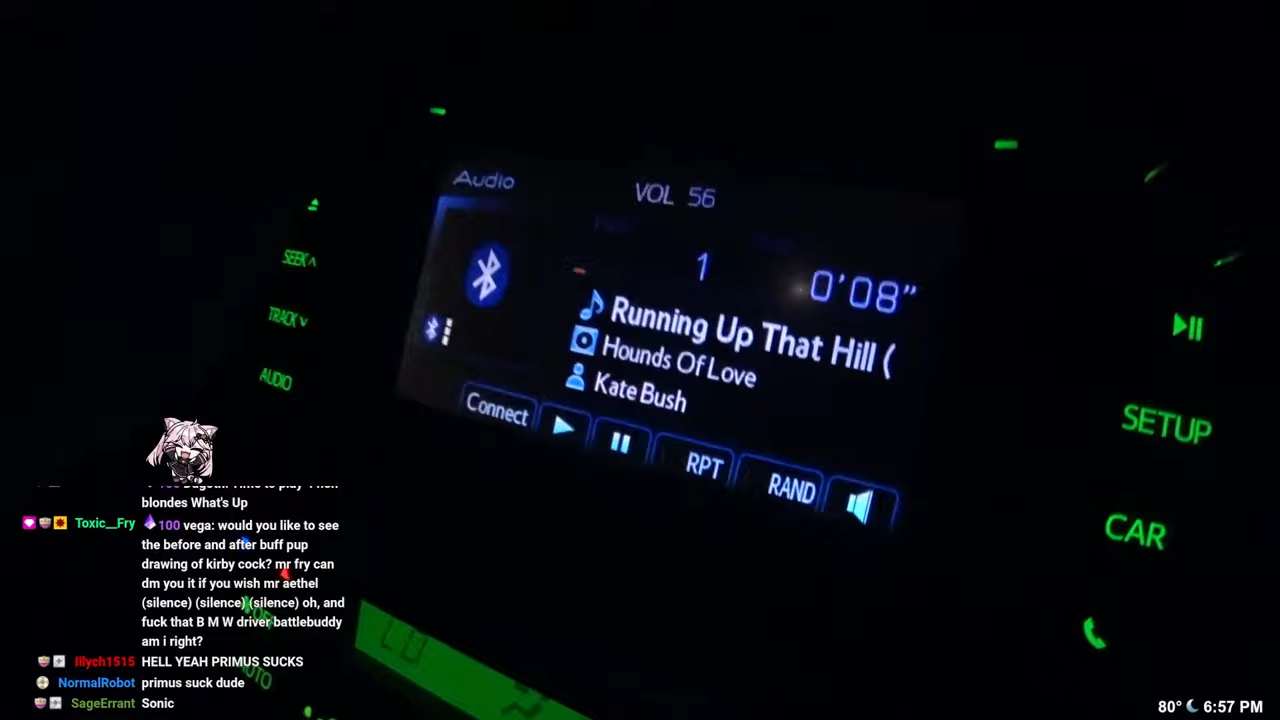 Audio
VOL 56
1
0'08"
Running Up That Hill (
Hounds Of Love
Kate Bush
Connect
RPT
RAND
SEEK ∧
TRACK ∨
AUDIO
SETUP
CAR
blondes What's Up
Toxic__Fry 100 vega: would you like to see
the before and after buff pup
drawing of kirby cock? mr fry can
dm you it if you wish mr aethel
(silence) (silence) (silence) oh, and
fuck that B M W driver battlebuddy
am i right?
Illych1515 HELL YEAH PRIMUS SUCKS
NormalRobot primus suck dude
SageErrant Sonic
80° 6:57 PM